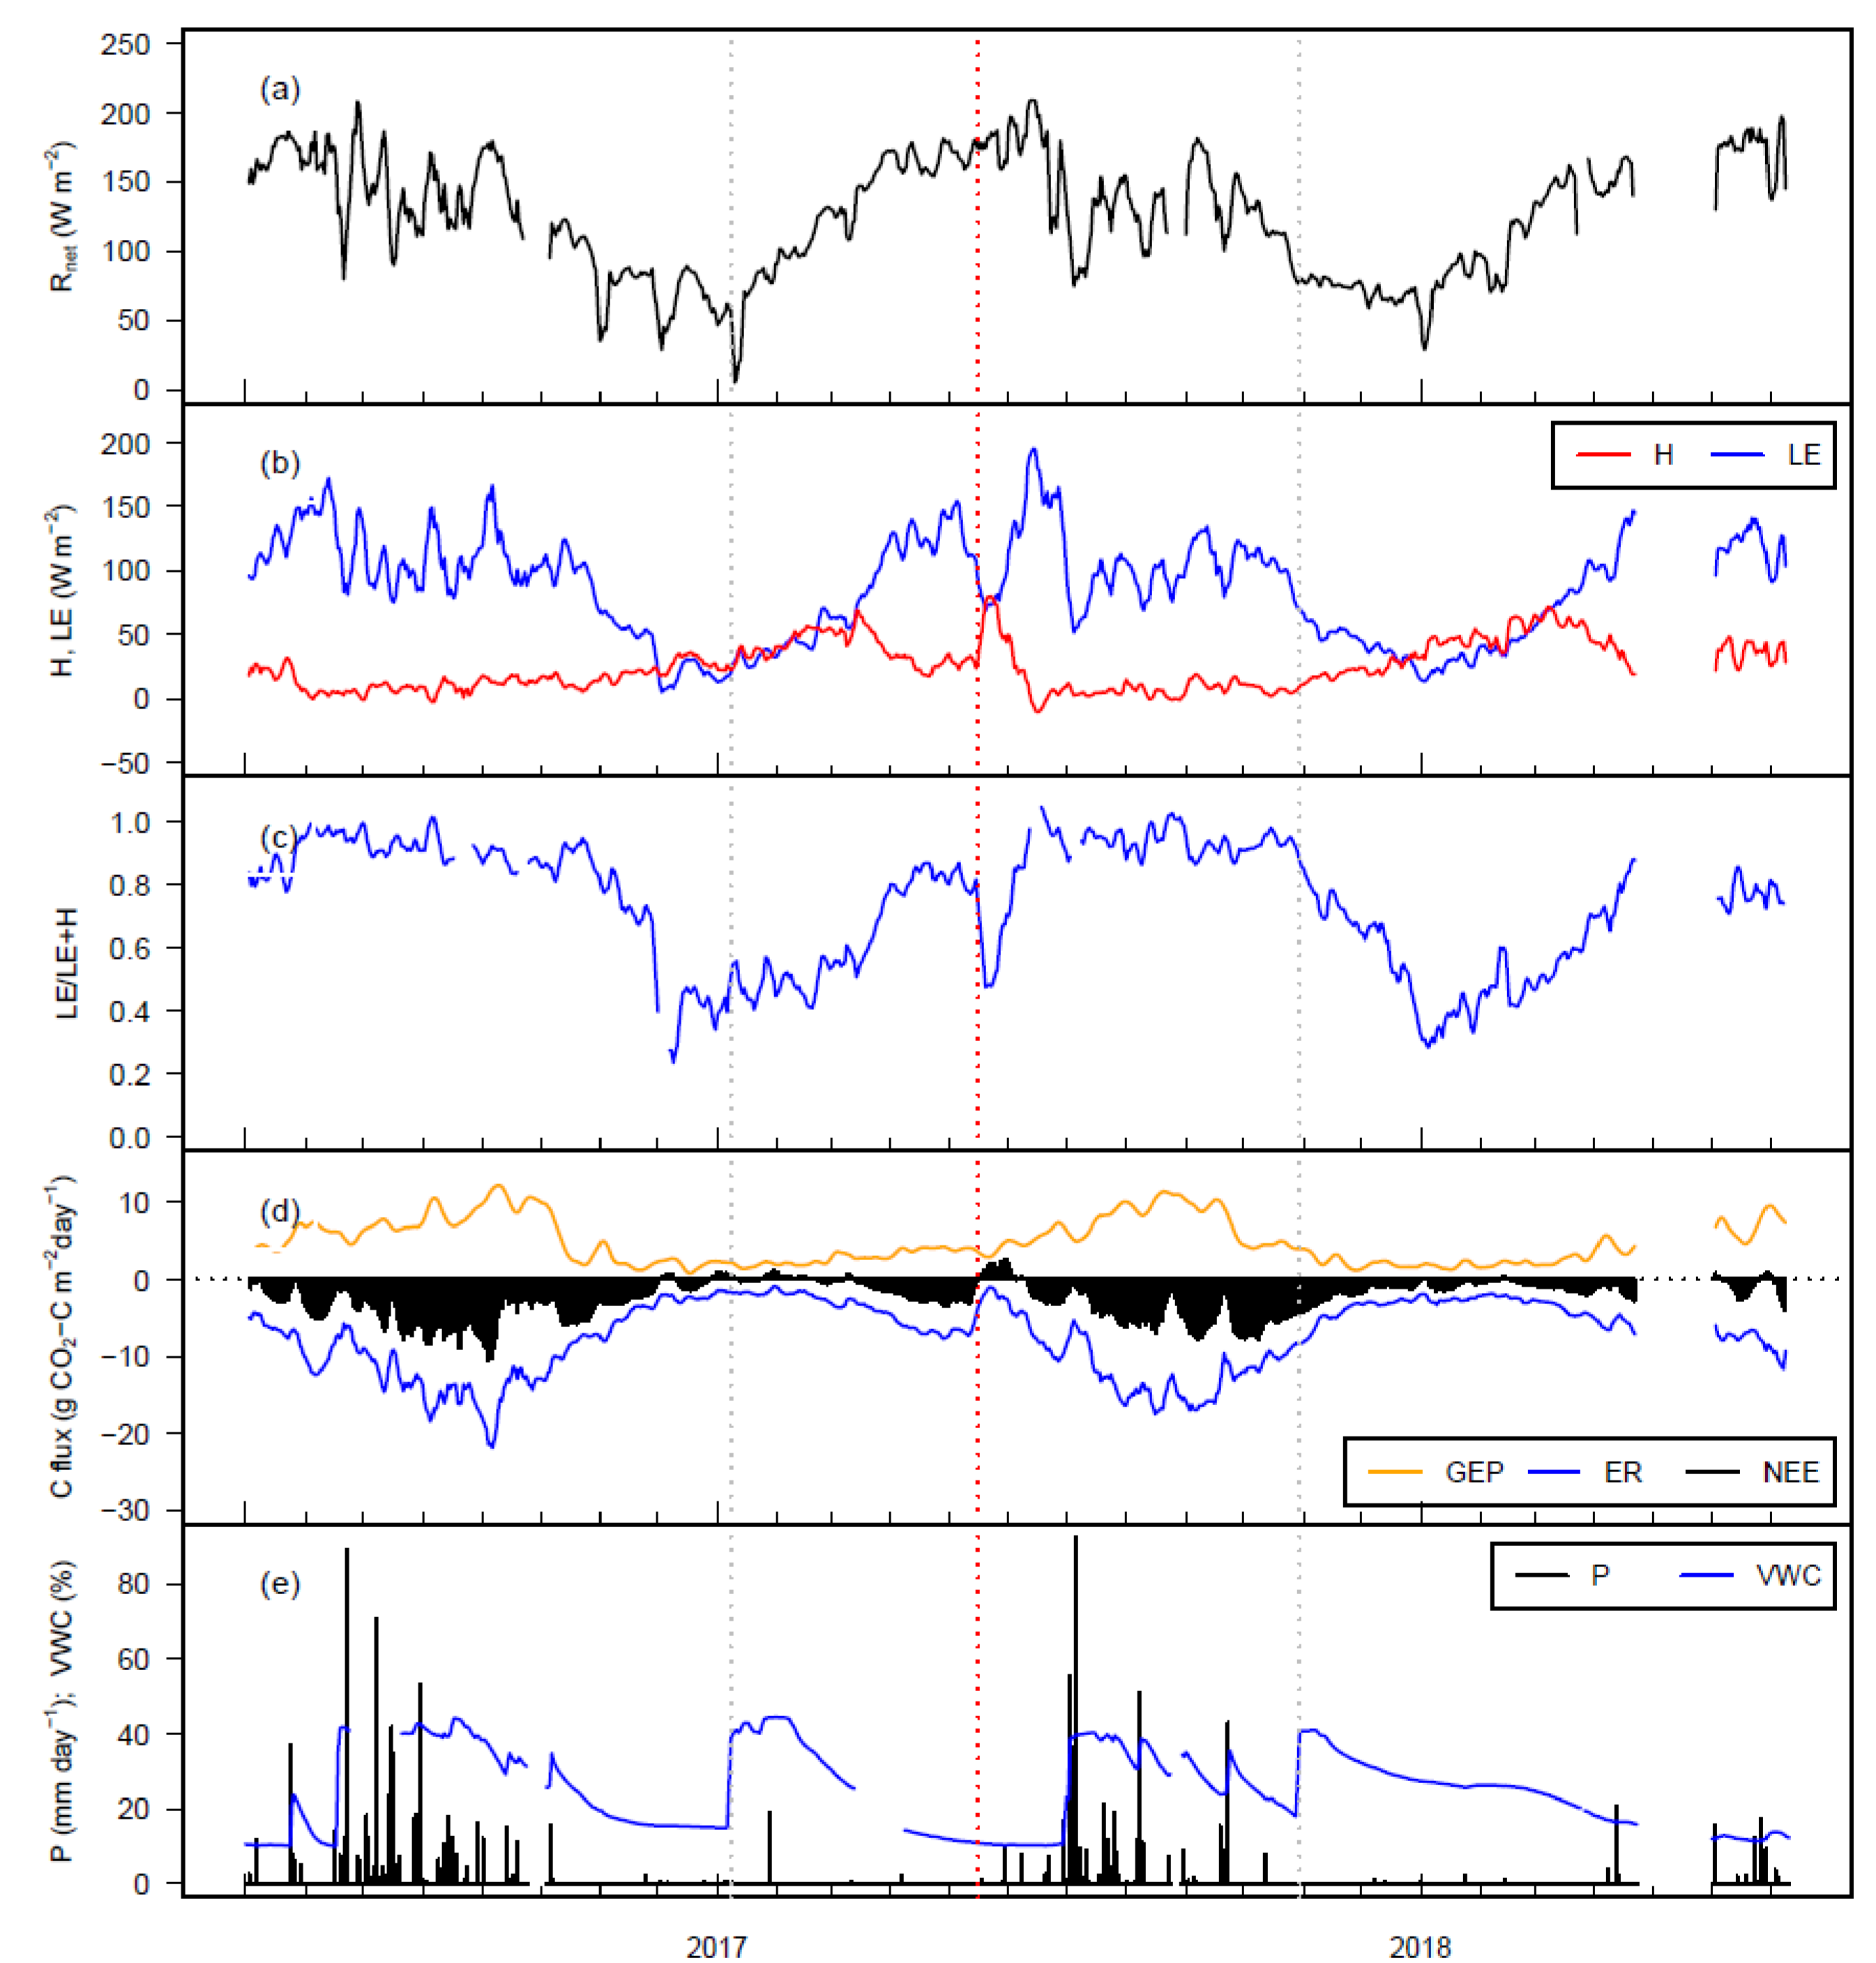 (a)
250
200
150
100
50
0
Rnet (W m−2)
(b)
H LE
200
150
100
50
0
−50
H, LE (W m−2)
(c)
1.0
0.8
0.6
0.4
0.2
0.0
LE/LE+H
(d)
10
0
−10
−20
−30
C flux (g CO2−C m−2day−1)
GEP ER NEE
(e)
P VWC
80
60
40
20
0
P (mm day−1); VWC (%)
2017 2018